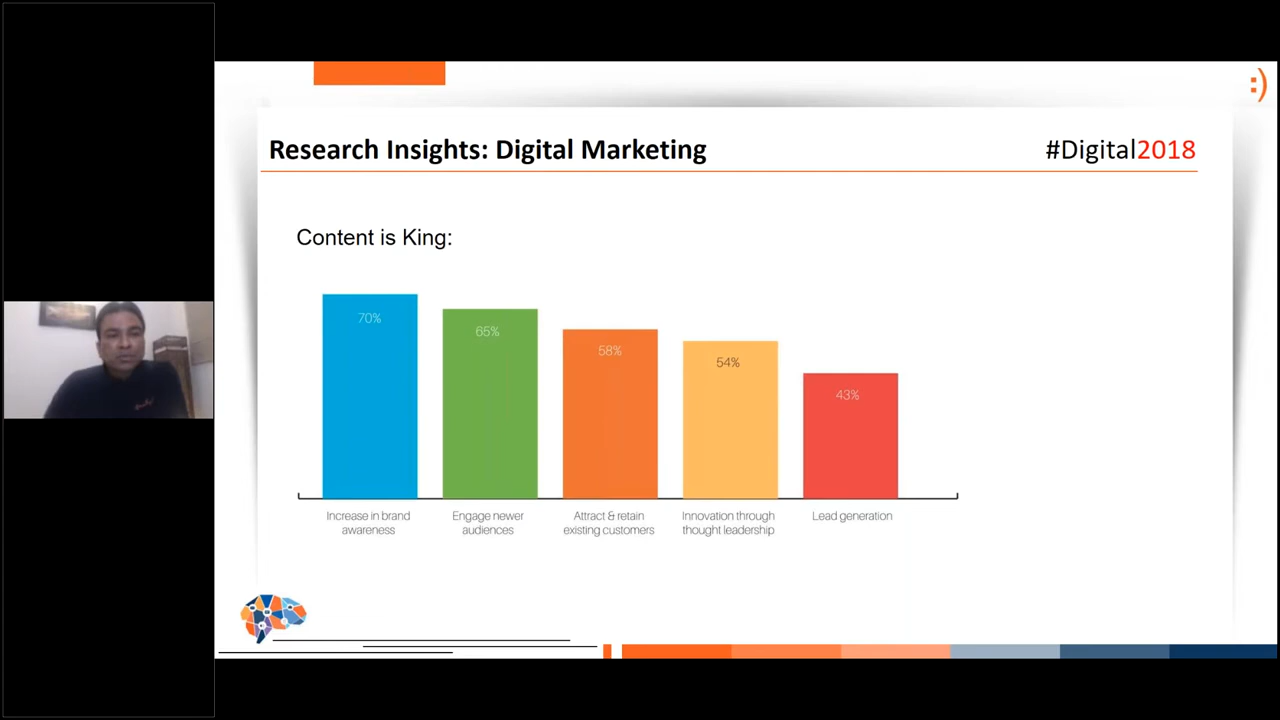 :)
Research Insights: Digital Marketing
#Digital2018
Content is King:
70%
65%
58%
54%
43%
Increase in brand
awareness
Engage newer
audiences
Attract & retain
existing customers
Innovation through
thought leadership
Lead generation